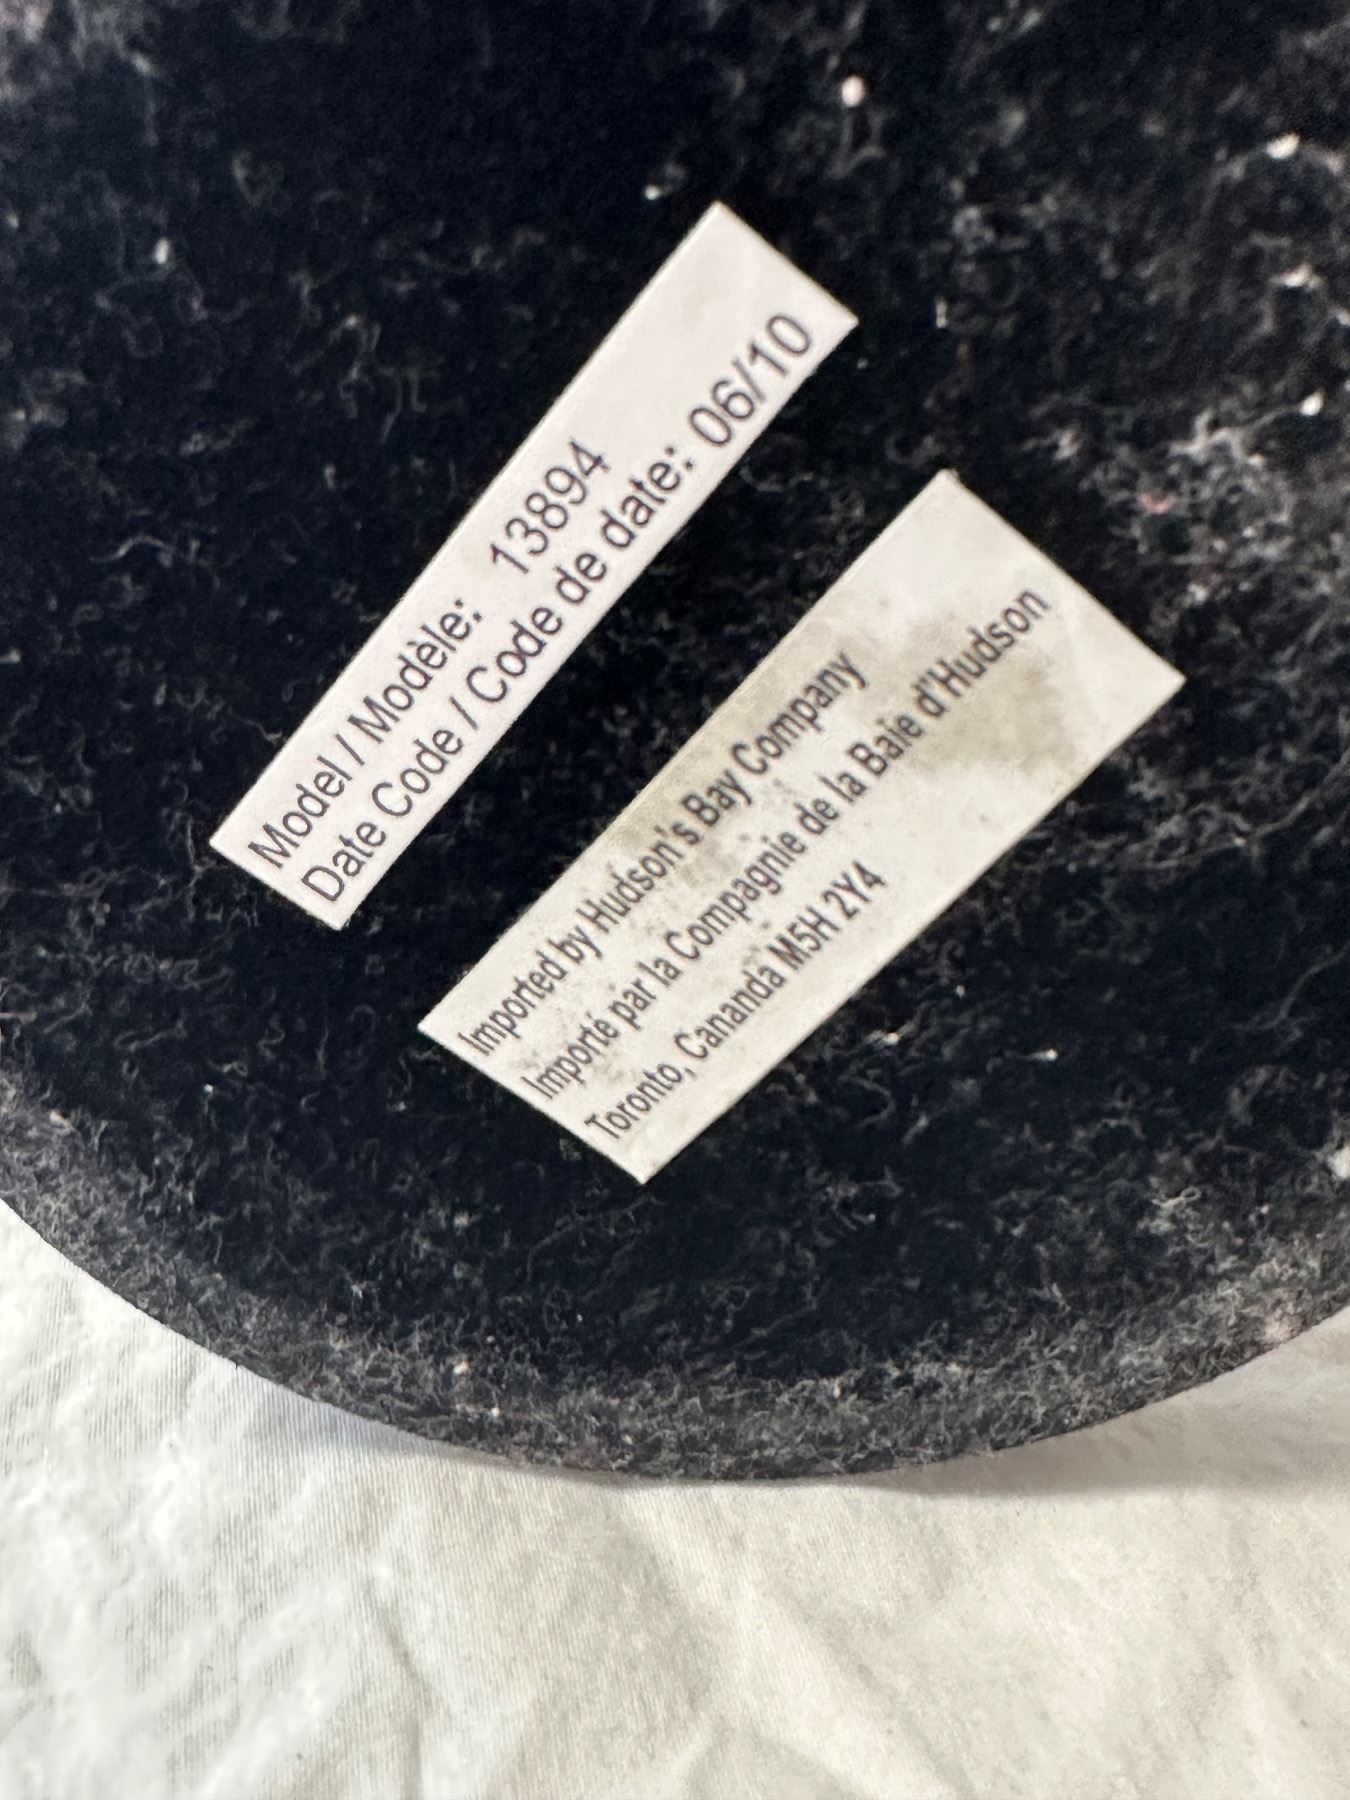 Model / Modèle: 13894
Date Code / Code de date: 06/10
Imported by Hudson's Bay Company
Importé par la Compagnie de la Baie d'Hudson
Toronto, Cananda M5H 2Y4